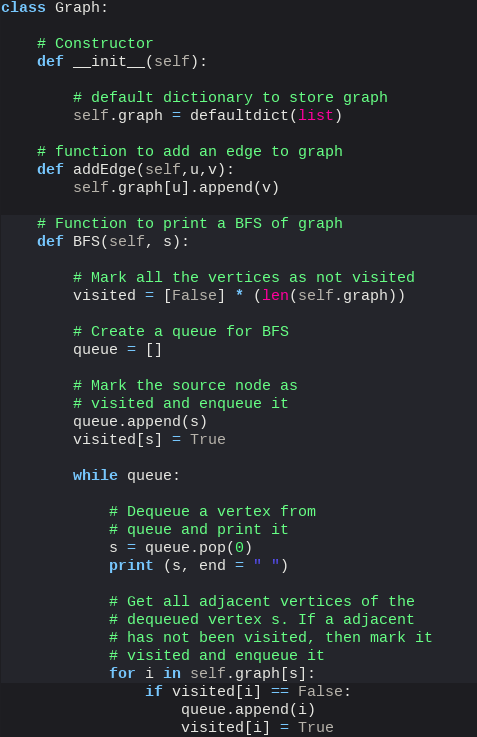 class Graph:
    # Constructor
    def __init__(self):
        # default dictionary to store graph
        self.graph = defaultdict(list)
    # function to add an edge to graph
    def addEdge(self,u,v):
        self.graph[u].append(v)
    # Function to print a BFS of graph
    def BFS(self, s):
        # Mark all the vertices as not visited
        visited = [False] * (len(self.graph))
        # Create a queue for BFS
        queue = []
        # Mark the source node as
        # visited and enqueue it
        queue.append(s)
        visited[s] = True
        while queue:
            # Dequeue a vertex from
            # queue and print it
            s = queue.pop(0)
            print (s, end = " ")
            # Get all adjacent vertices of the
            # dequeued vertex s. If a adjacent
            # has not been visited, then mark it
            # visited and enqueue it
            for i in self.graph[s]:
                if visited[i] == False:
                    queue.append(i)
                    visited[i] = True